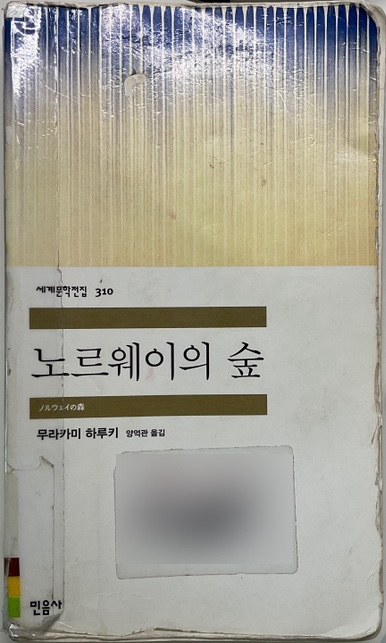 세계문학전집 310
노르웨이의 숲
ノルウェイの森
무라카미 하루키 양억관 옮김
민음사